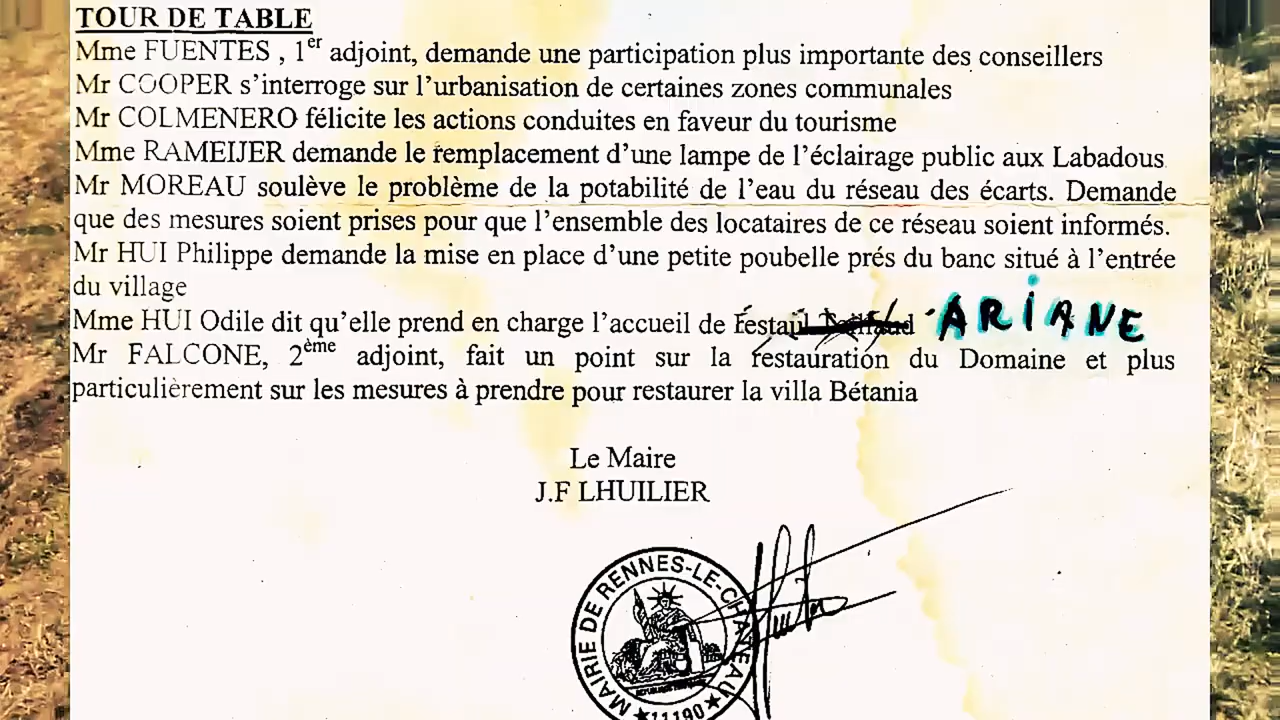 TOUR DE TABLE
Mme FUENTES , 1er adjoint, demande une participation plus importante des conseillers
Mr COOPER s’interroge sur l’urbanisation de certaines zones communales
Mr COLMENERO félicite les actions conduites en faveur du tourisme
Mme RAMEIJER demande le remplacement d’une lampe de l’éclairage public aux Labadous
Mr MOREAU soulève le problème de la potabilité de l’eau du réseau des écarts. Demande
que des mesures soient prises pour que l’ensemble des locataires de ce réseau soient informés.
Mr HUI Philippe demande la mise en place d’une petite poubelle prés du banc situé à l’entrée
du village
Mme HUI Odile dit qu’elle prend en charge l’accueil de ARIANE
Mr FALCONE, 2ème adjoint, fait un point sur la restauration du Domaine et plus
particulièrement sur les mesures à prendre pour restaurer la villa Bétania
Le Maire
J.F LHUILIER
MAIRIE DE RENNES-LE-CHATEAU
★11190★